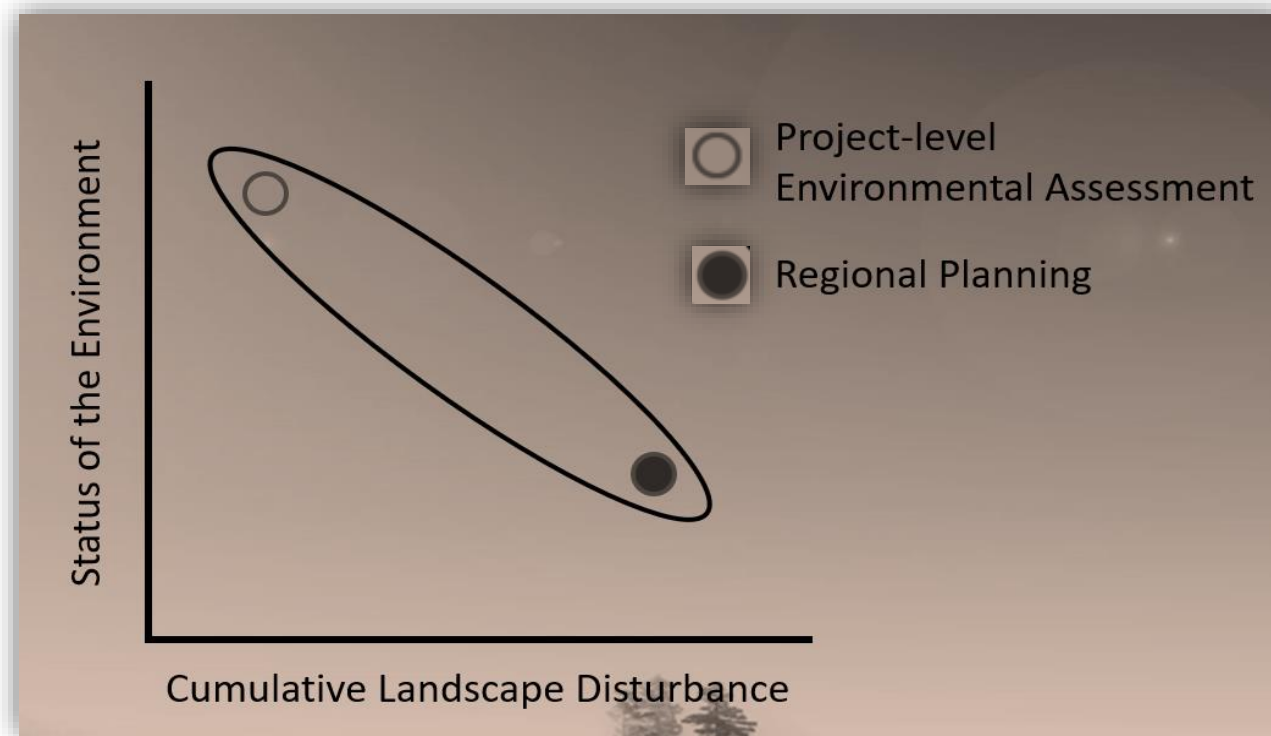 Status of the Environment
Project-level
Environmental Assessment
Regional Planning
Cumulative Landscape Disturbance